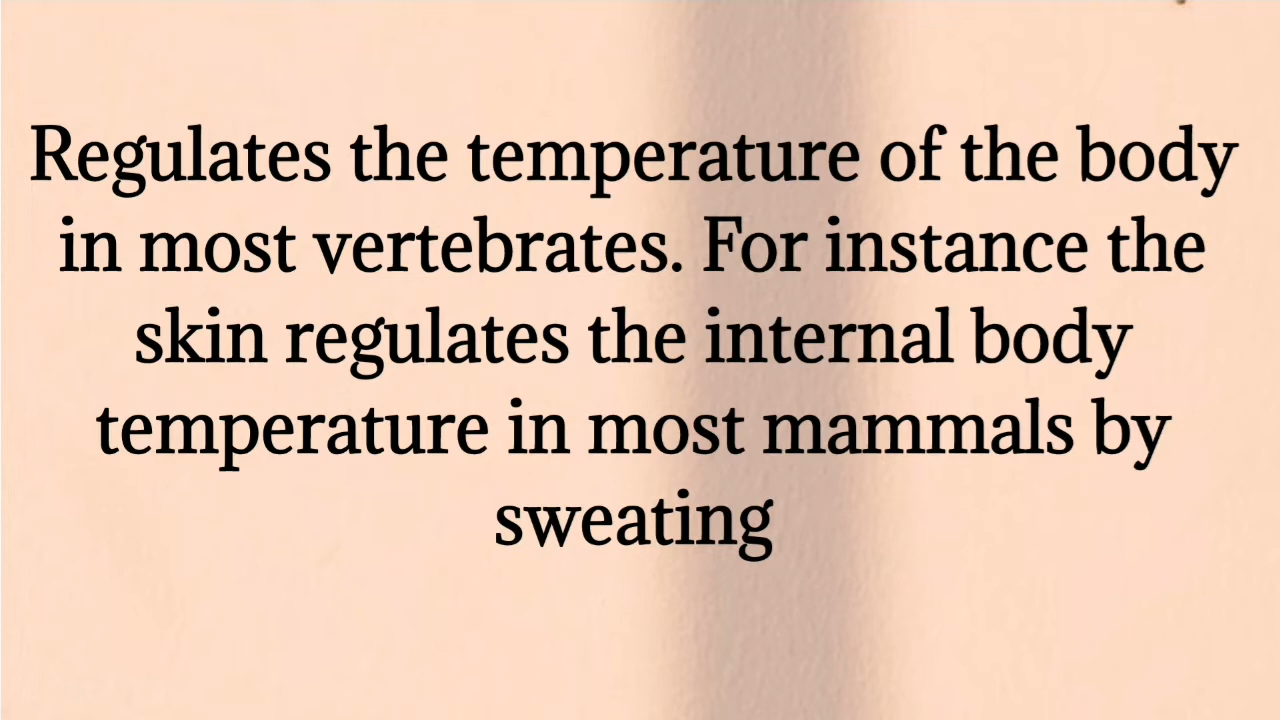 Regulates the temperature of the body
in most vertebrates. For instance the
skin regulates the internal body
temperature in most mammals by
sweating